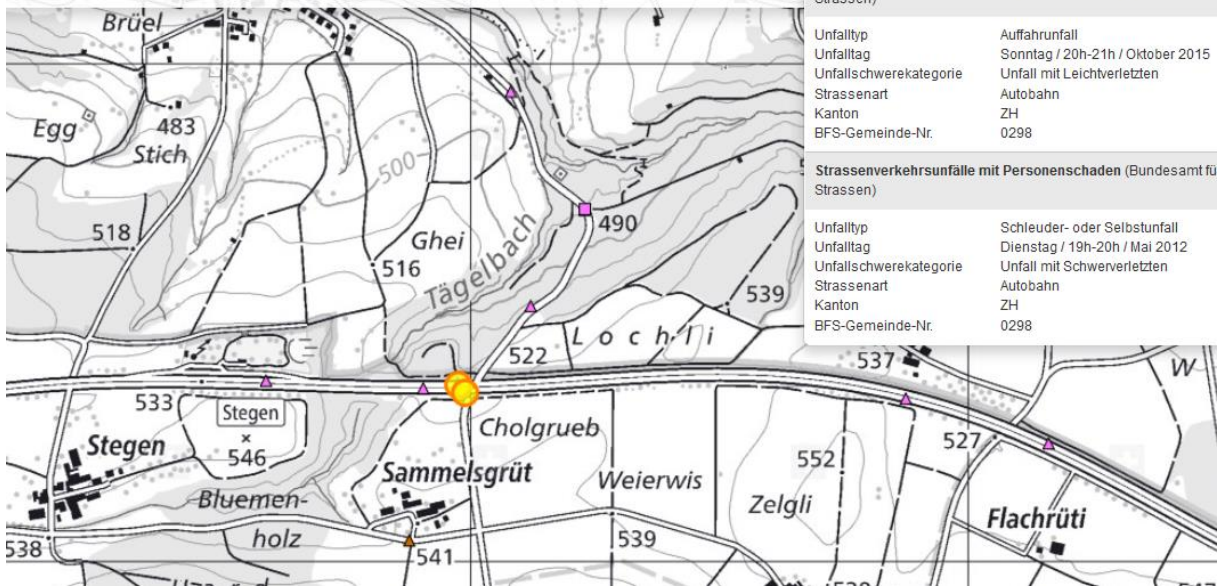 Strassen)
Unfalltyp Auffahrunfall
Unfalltag Sonntag / 20h-21h / Oktober 2015
Unfallschwerekategorie Unfall mit Leichtverletzten
Strassenart Autobahn
Kanton ZH
BFS-Gemeinde-Nr. 0298
Strassenverkehrsunfälle mit Personenschaden (Bundesamt fü
Strassen)
Unfalltyp Schleuder- oder Selbstunfall
Unfalltag Dienstag / 19h-20h / Mai 2012
Unfallschwerekategorie Unfall mit Schwerverletzten
Strassenart Autobahn
Kanton ZH
BFS-Gemeinde-Nr. 0298
Brüel
Egg
483
Stich
500
518
Ghei
516
Tägelbach
490
539
Lochli
522
537
W
533
Stegen
Stegen
546
Cholgrueb
527
Sammelsgrüt
552
Weierwis
Zelgli
Bluemen-
holz
Flachrüti
538
541
539